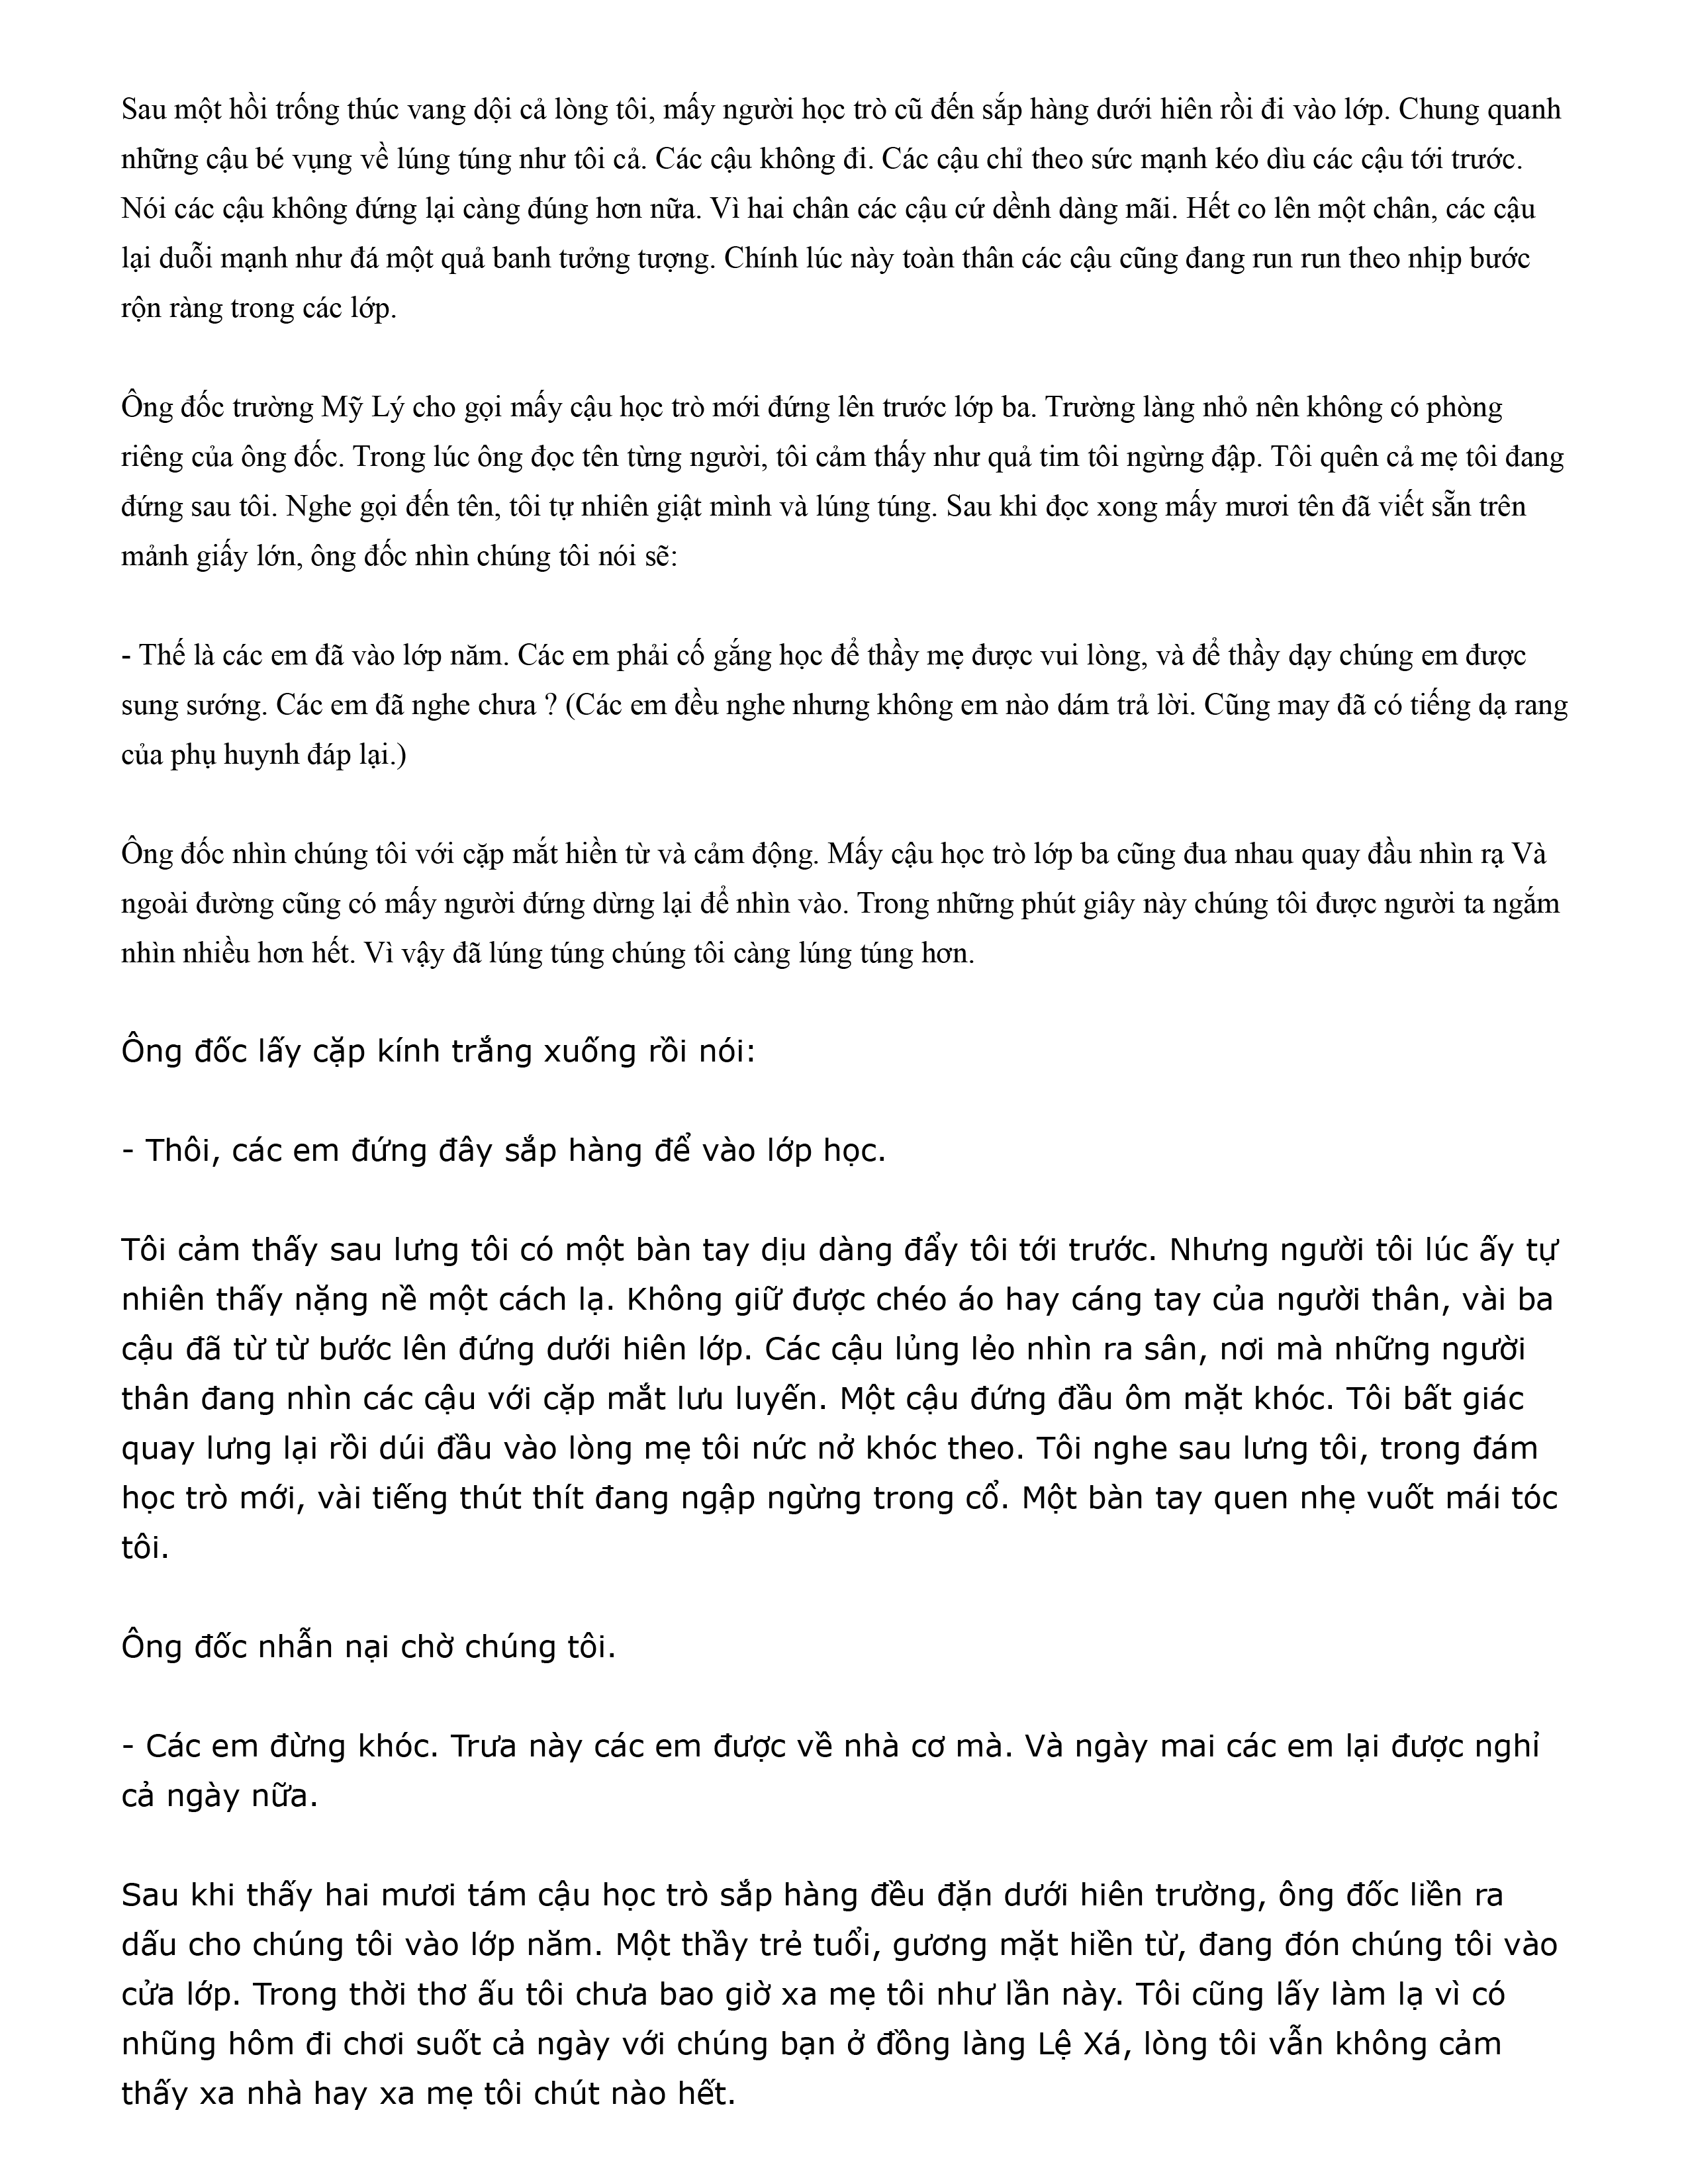 Sau một hồi trống thúc vang dội cả lòng tôi, mấy người học trò cũ đến sắp hàng dưới hiên rồi đi vào lớp. Chung quanh
những cậu bé vụng về lúng túng như tôi cả. Các cậu không đi. Các cậu chỉ theo sức mạnh kéo dìu các cậu tới trước.
Nói các cậu không đứng lại càng đúng hơn nữa. Vì hai chân các cậu cứ dềnh dàng mãi. Hết co lên một chân, các cậu
lại duỗi mạnh như đá một quả banh tưởng tượng. Chính lúc này toàn thân các cậu cũng đang run run theo nhịp bước
rộn ràng trong các lớp.
Ông đốc trường Mỹ Lý cho gọi mấy cậu học trò mới đứng lên trước lớp ba. Trường làng nhỏ nên không có phòng
riêng của ông đốc. Trong lúc ông đọc tên từng người, tôi cảm thấy như quả tim tôi ngừng đập. Tôi quên cả mẹ tôi đang
đứng sau tôi. Nghe gọi đến tên, tôi tự nhiên giật mình và lúng túng. Sau khi đọc xong mấy mươi tên đã viết sẵn trên
mảnh giấy lớn, ông đốc nhìn chúng tôi nói sẽ:
- Thế là các em đã vào lớp năm. Các em phải cố gắng học để thầy mẹ được vui lòng, và để thầy dạy chúng em được
sung sướng. Các em đã nghe chưa ? (Các em đều nghe nhưng không em nào dám trả lời. Cũng may đã có tiếng dạ rang
của phụ huynh đáp lại.)
Ông đốc nhìn chúng tôi với cặp mắt hiền từ và cảm động. Mấy cậu học trò lớp ba cũng đua nhau quay đầu nhìn rạ Và
ngoài đường cũng có mấy người đứng dừng lại để nhìn vào. Trong những phút giây này chúng tôi được người ta ngắm
nhìn nhiều hơn hết. Vì vậy đã lúng túng chúng tôi càng lúng túng hơn.
Ông đốc lấy cặp kính trắng xuống rồi nói:
- Thôi, các em đứng đây sắp hàng để vào lớp học.
Tôi cảm thấy sau lưng tôi có một bàn tay dịu dàng đẩy tôi tới trước. Nhưng người tôi lúc ấy tự
nhiên thấy nặng nề một cách lạ. Không giữ được chéo áo hay cáng tay của người thân, vài ba
cậu đã từ từ bước lên đứng dưới hiên lớp. Các cậu lủng lẻo nhìn ra sân, nơi mà những người
thân đang nhìn các cậu với cặp mắt lưu luyến. Một cậu đứng đầu ôm mặt khóc. Tôi bất giác
quay lưng lại rồi dúi đầu vào lòng mẹ tôi nức nở khóc theo. Tôi nghe sau lưng tôi, trong đám
học trò mới, vài tiếng thút thít đang ngập ngừng trong cổ. Một bàn tay quen nhẹ vuốt mái tóc
tôi.
Ông đốc nhẫn nại chờ chúng tôi.
- Các em đừng khóc. Trưa này các em được về nhà cơ mà. Và ngày mai các em lại được nghỉ
cả ngày nữa.
Sau khi thấy hai mươi tám cậu học trò sắp hàng đều đặn dưới hiên trường, ông đốc liền ra
dấu cho chúng tôi vào lớp năm. Một thầy trẻ tuổi, gương mặt hiền từ, đang đón chúng tôi vào
cửa lớp. Trong thời thơ ấu tôi chưa bao giờ xa mẹ tôi như lần này. Tôi cũng lấy làm lạ vì có
nhũng hôm đi chơi suốt cả ngày với chúng bạn ở đồng làng Lệ Xá, lòng tôi vẫn không cảm
thấy xa nhà hay xa mẹ tôi chút nào hết.